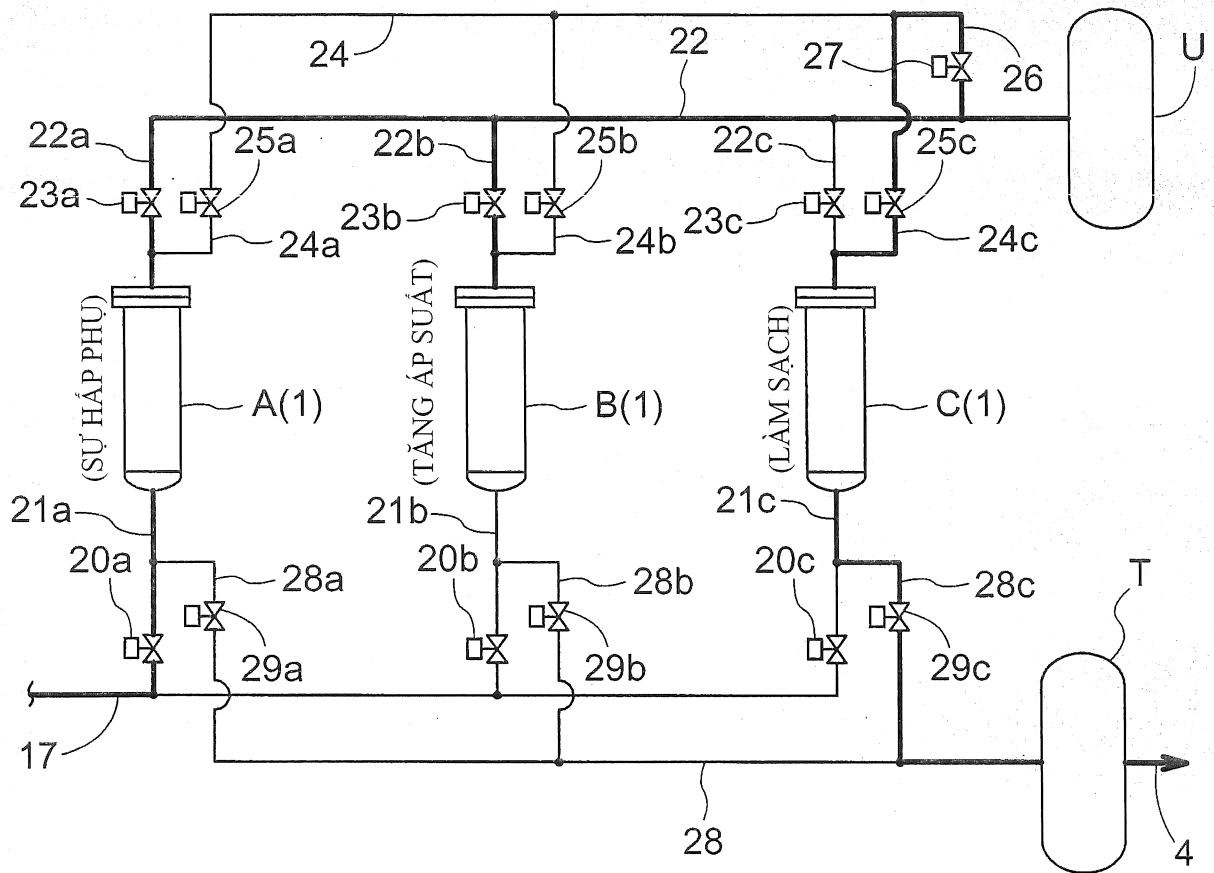 24
22
27
26
U
22a
25a
22b
25b
22c
25c
23a
23b
23c
24a
24b
24c
(SỰ HẤP PHỤ)
(TĂNG ÁP SUẤT)
(LÀM SẠCH)
A(1)
B(1)
C(1)
21a
21b
21c
20a
20b
20c
28a
28b
28c
T
29a
29b
29c
17
28
4